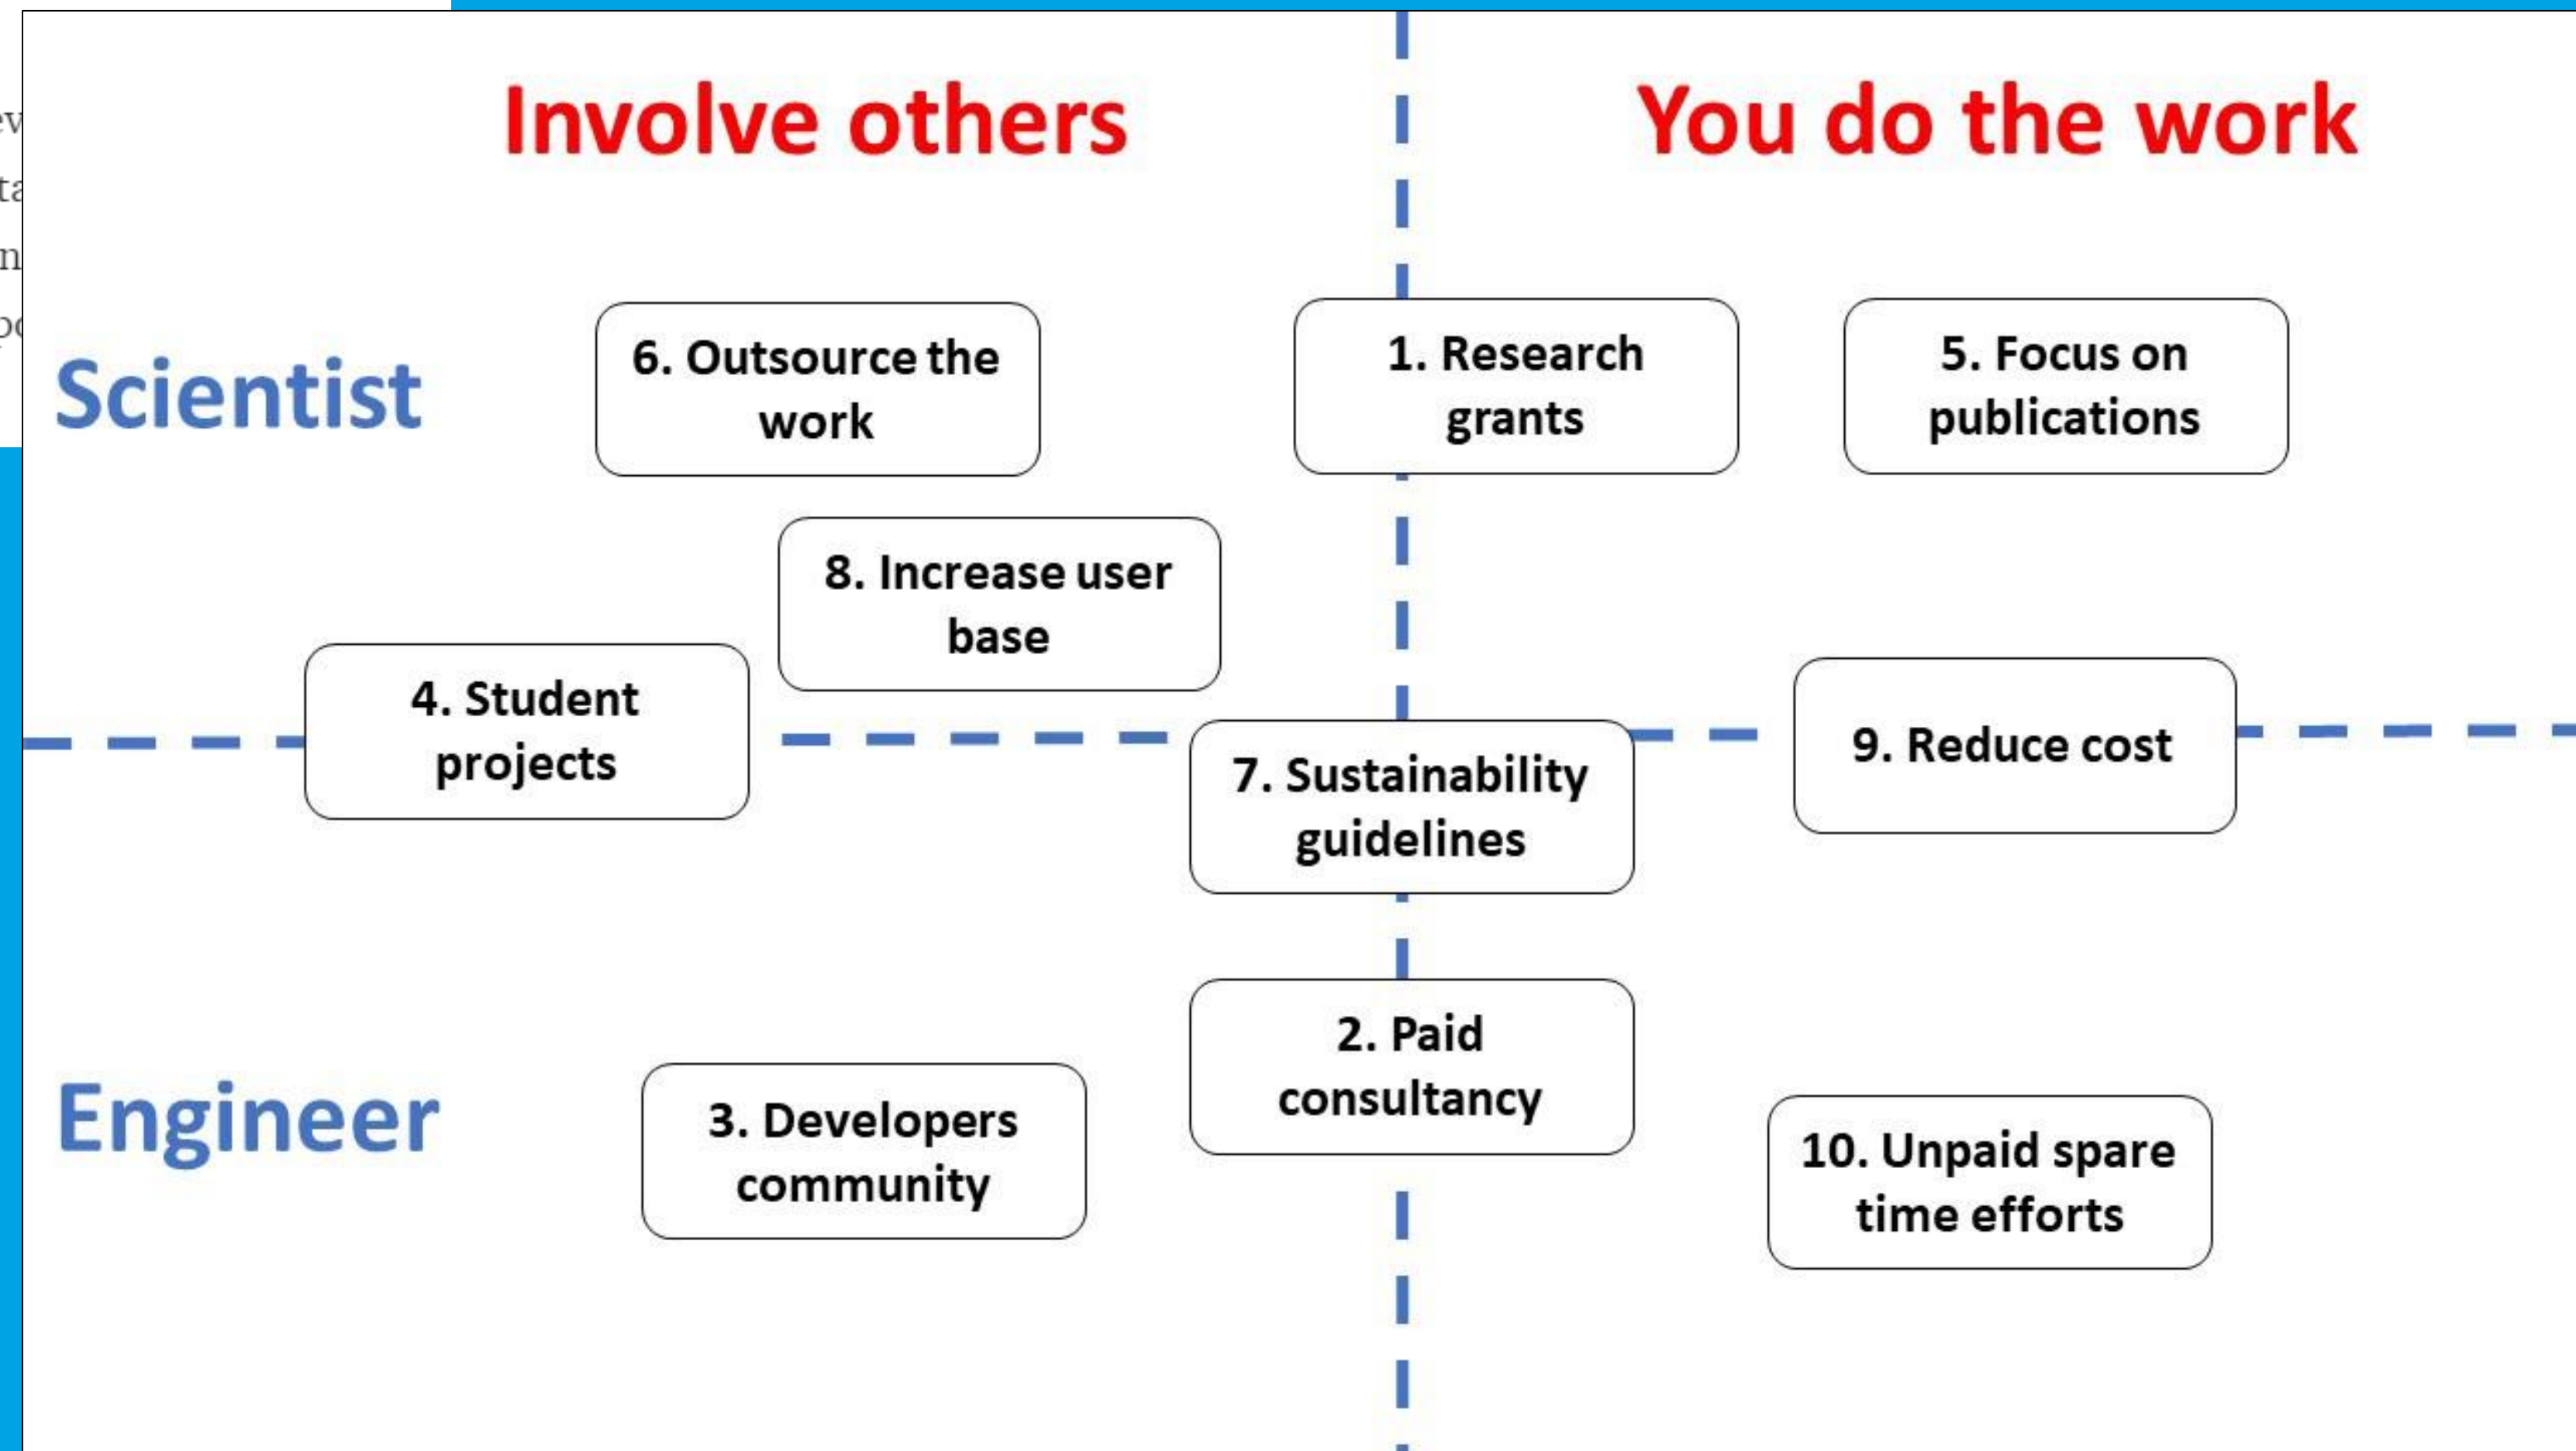 Involve others
You do the work
Scientist
6. Outsource the
work
1. Research
grants
5. Focus on
publications
8. Increase user
base
4. Student
projects
7. Sustainability
guidelines
9. Reduce cost
Engineer
3. Developers
community
2. Paid
consultancy
10. Unpaid spare
time efforts